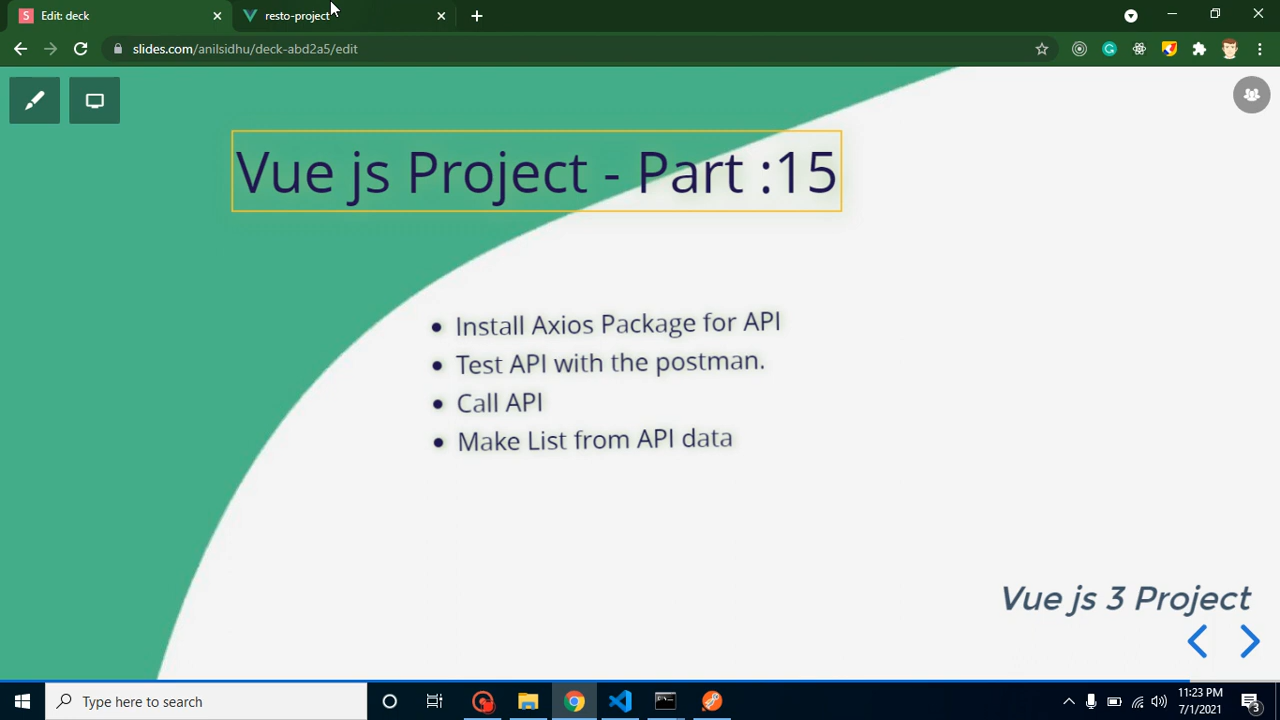 Edit: deck
resto-project
slides.com/anilsidhu/deck-abd2a5/edit
Vue js Project - Part :15
Install Axios Package for API
Test API with the postman.
Call API
Make List from API data
Vue js 3 Project
Type here to search
11:23 PM
7/1/2021
3